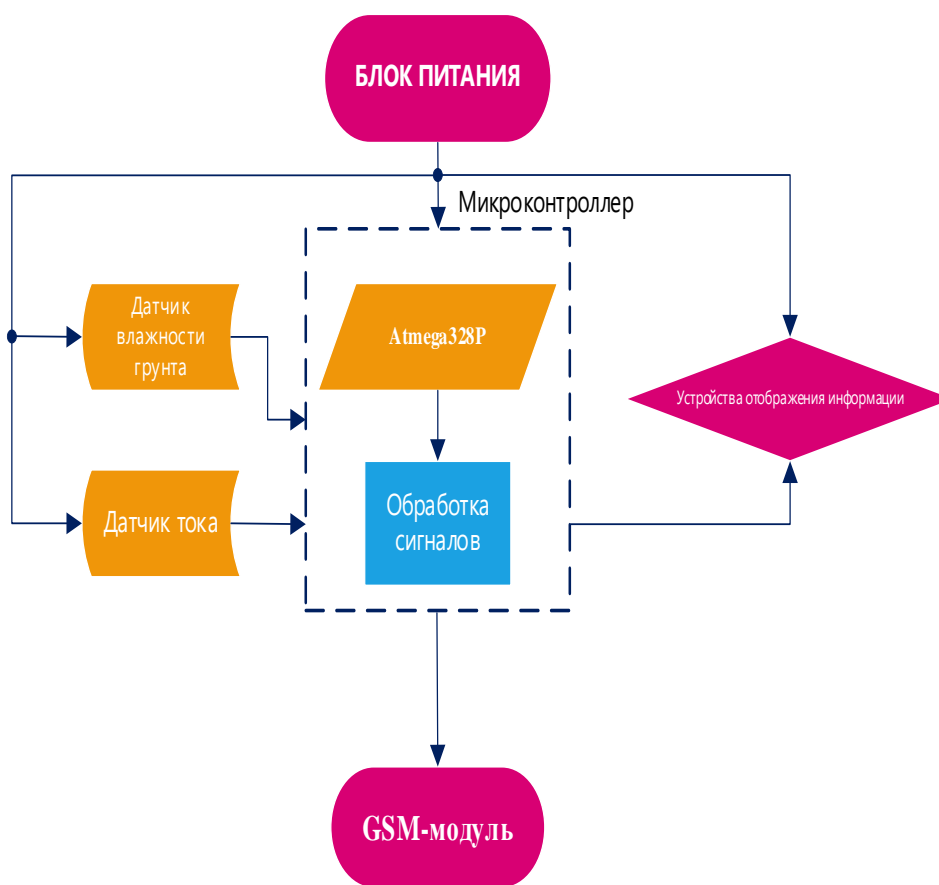 БЛОК ПИТАНИЯ
Микроконтроллер
Датчик
влажности
грунта
Atmega328P
Устройства отображения информации
Датчик тока
Обработка
сигналов
GSM-модуль